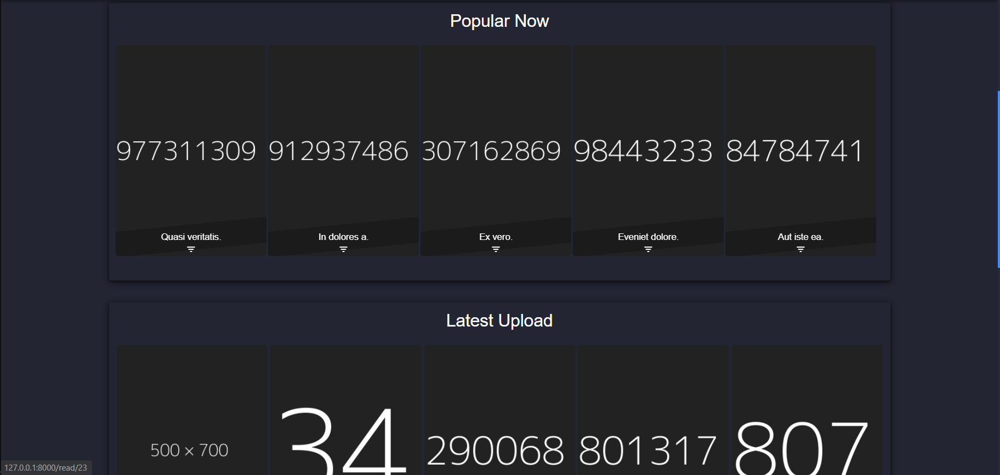 Popular Now
977311309 912937486 307162869 98443233 84784741
Quasi veritatis. In dolores a. Ex vero. Eveniet dolore. Aut iste ea.
Latest Upload
500 × 700 34 290068 801317 807
127.0.0.1:8000/read/23